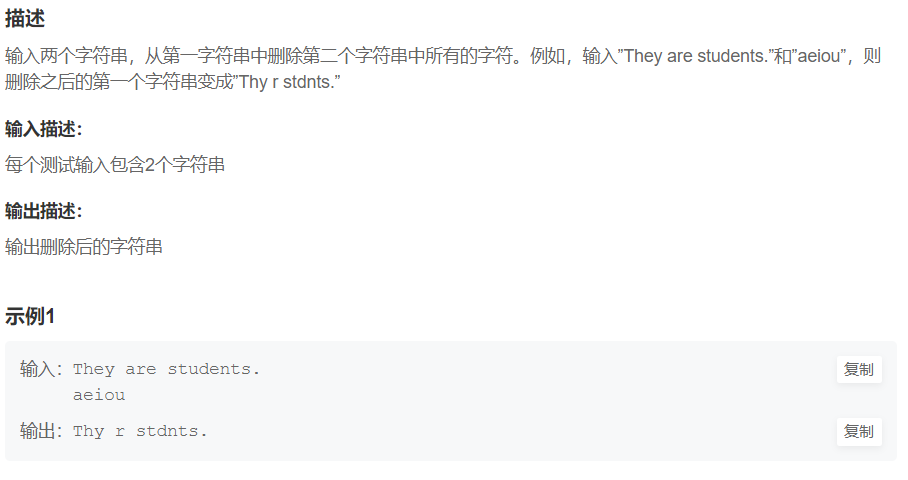 描述
输入两个字符串，从第一字符串中删除第二个字符串中所有的字符。例如，输入”They are students.”和”aeiou”，则
删除之后的第一个字符串变成”Thy r stdnts.”
输入描述：
每个测试输入包含2个字符串
输出描述：
输出删除后的字符串
示例1
输入：They are students. 复制
aeiou
输出：Thy r stdnts. 复制